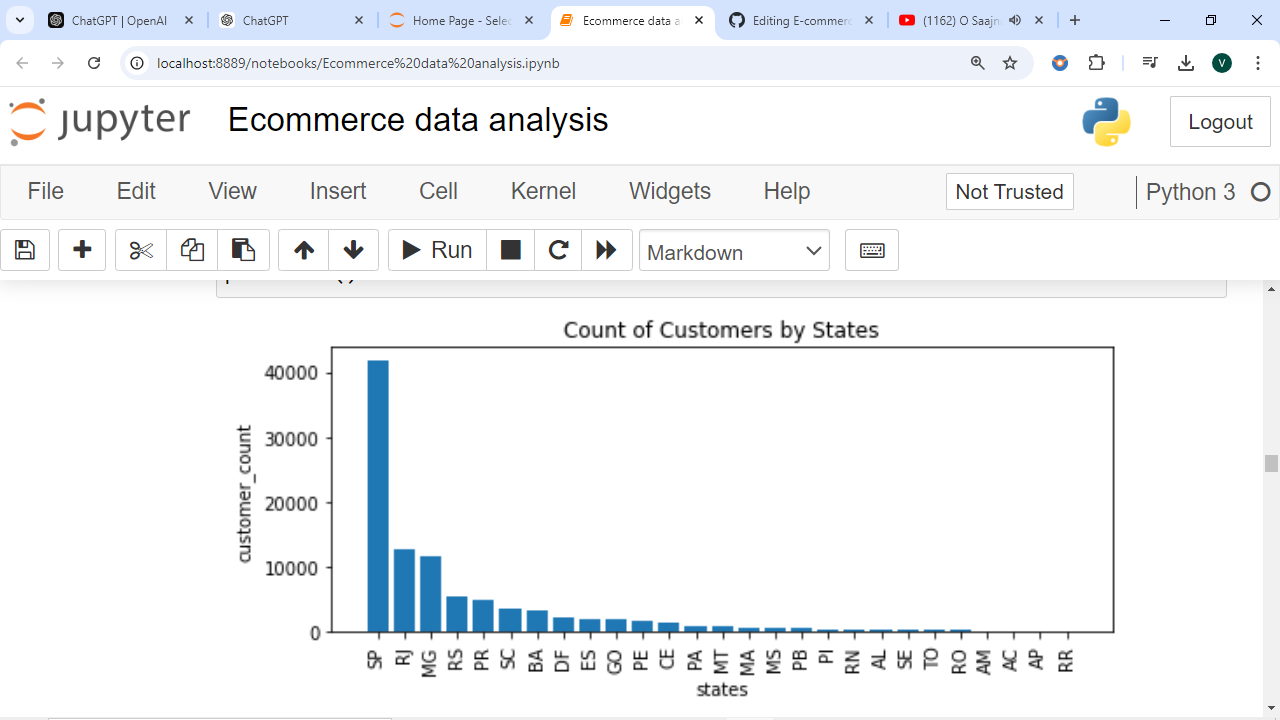 ChatGPT | OpenAI
ChatGPT
Home Page - Selec
Ecommerce data a
Editing E-commerc
(1162) O Saajn
localhost:8889/notebooks/Ecommerce%20data%20analysis.ipynb
V
jupyter
Ecommerce data analysis
Logout
File Edit View Insert Cell Kernel Widgets Help
Not Trusted
Python 3
Run
Markdown
Count of Customers by States
customer_count
40000
30000
20000
10000
0
SP RJ MG RS PR SC BA DF ES GO PE CE PA MT MA MS PB PI RN AL SE TO RO AM AC AP RR
states